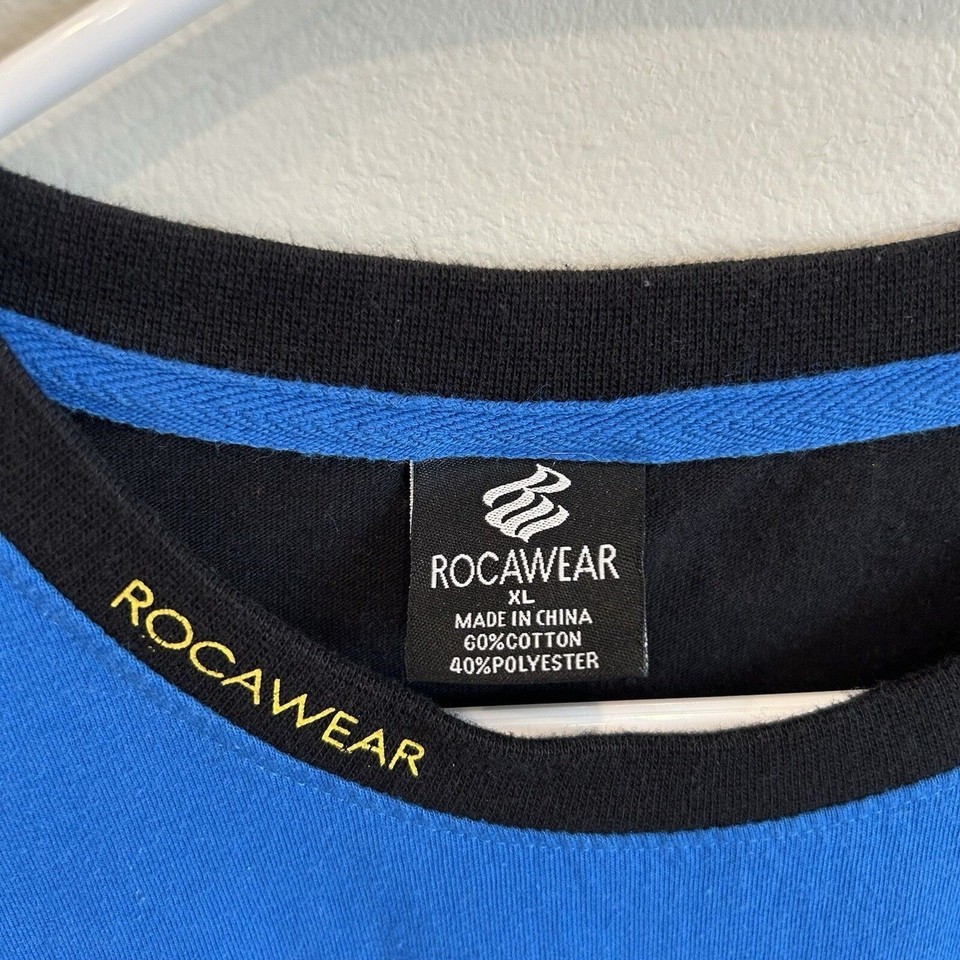 ROCAWEAR
XL
MADE IN CHINA
60%COTTON
40%POLYESTER
ROCAWEAR